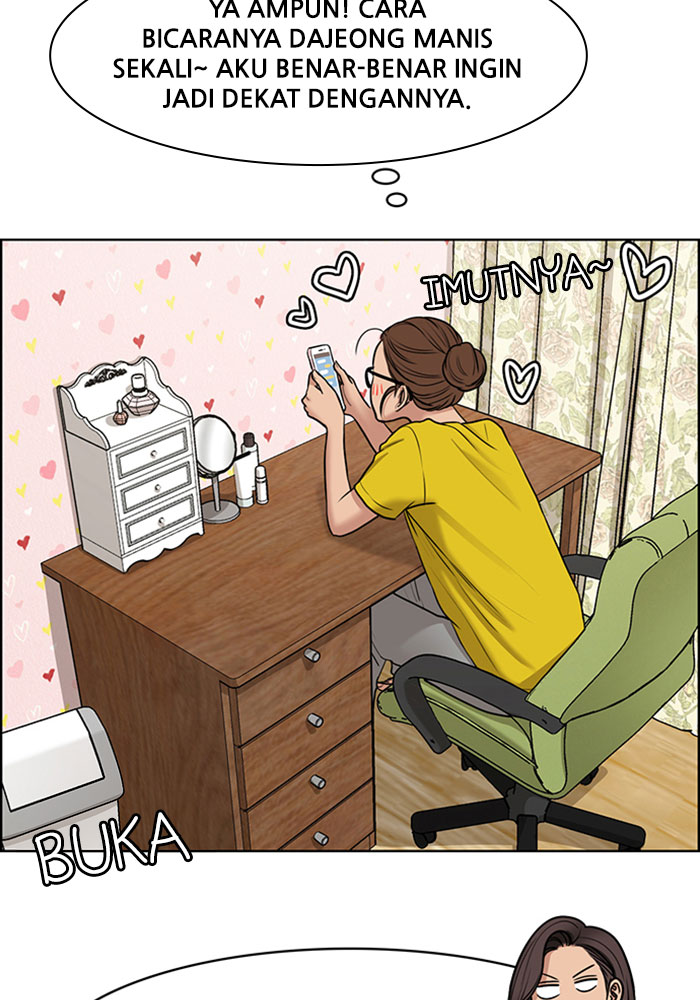 YA AMPUN! CARA
BICARANYA DAJEONG MANIS
SEKALI~ AKU BENAR-BENAR INGIN
JADI DEKAT DENGANNYA.
IMUTNYA~
BUKA